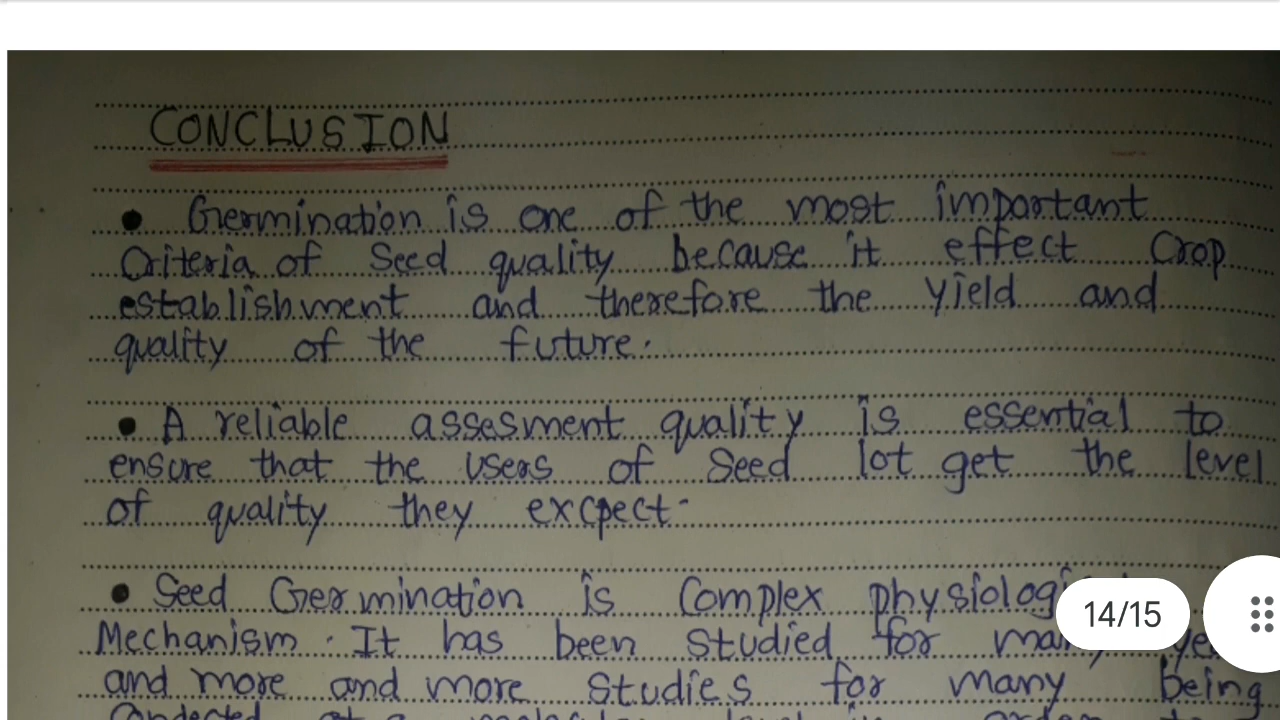 CONCLUSION
• Germination is one of the most important
Criteria of Seed quality because it effect Crop
establishment and therefore the yield and
quality of the future.
• A reliable assesment quality is essential to
ensure that the users of Seed lot get the level
of quality they excpect.
• Seed Germination is Complex
Mechanism. It has been Studied for many
and more and more Studies for many being
14/15